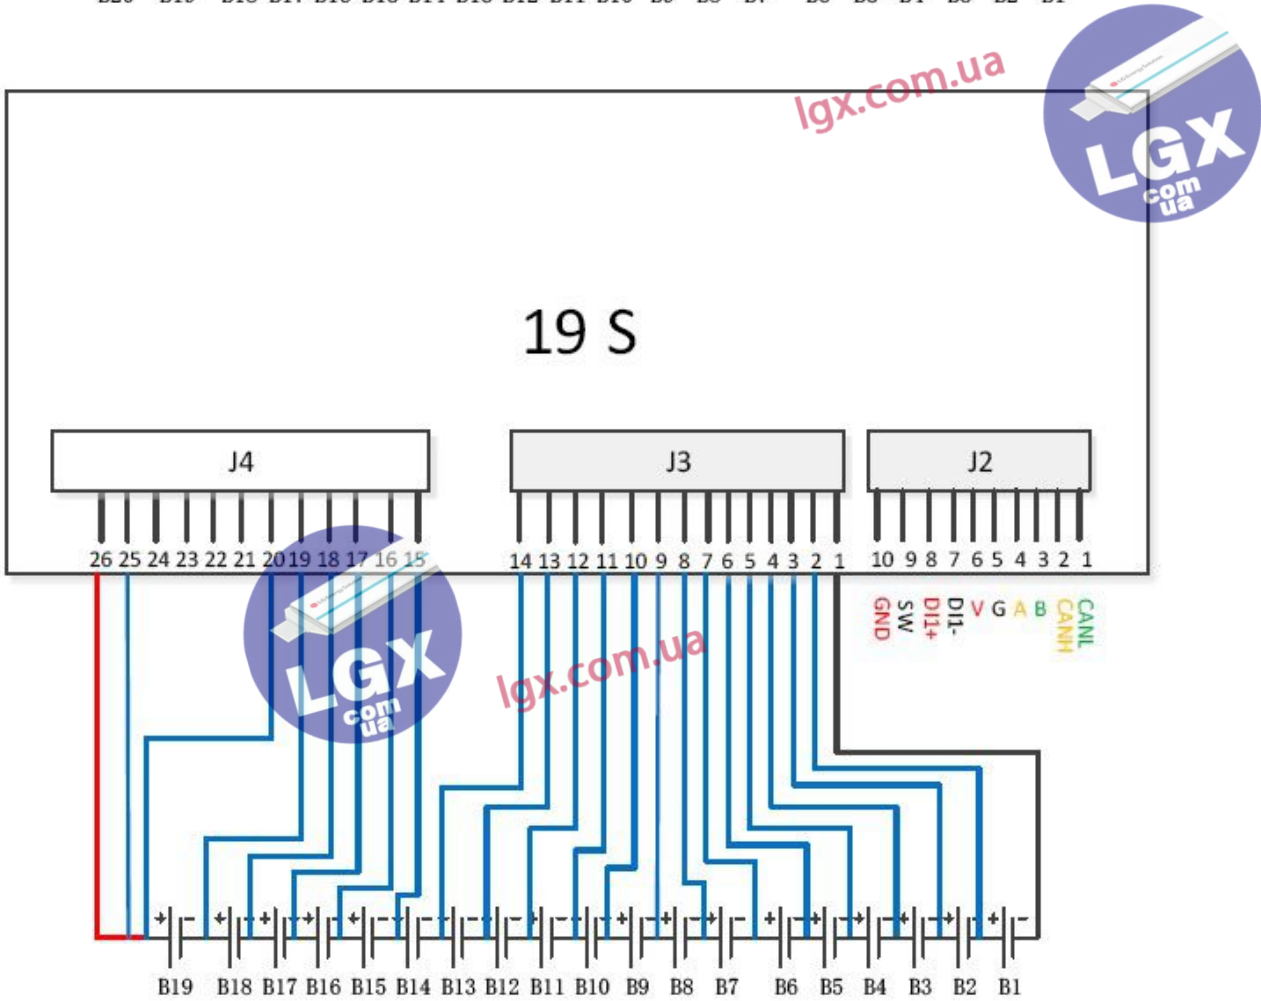 lgx.com.ua
LGX
com
ua
19 S
J4 J3 J2
26 25 24 23 22 21 20 19 18 17 16 15 14 13 12 11 10 9 8 7 6 5 4 3 2 1 10 9 8 7 6 5 4 3 2 1
GND SW DI1+ DI1- V G A B CANH CANL
LGX
com
ua
lgx.com.ua
B19 B18 B17 B16 B15 B14 B13 B12 B11 B10 B9 B8 B7 B6 B5 B4 B3 B2 B1